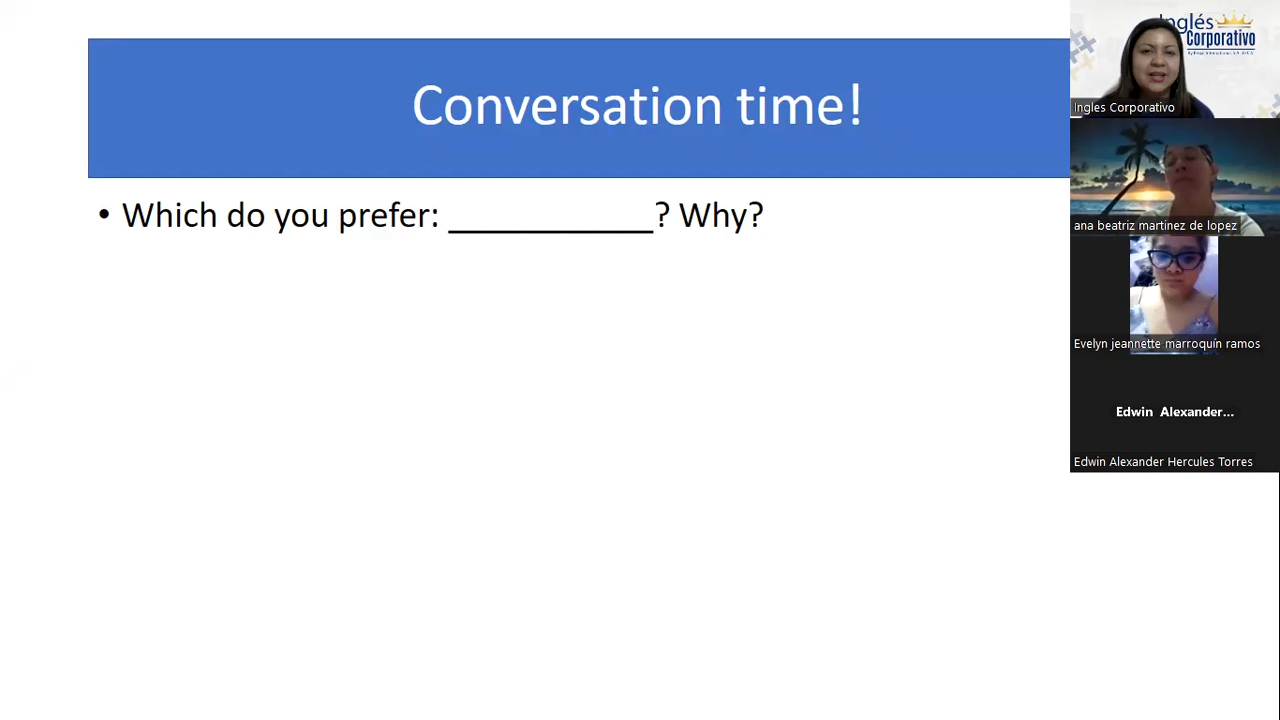 Conversation time!
• Which do you prefer: ___________? Why?
Inglés
Corporativo
Ingles Corporativo
ana beatriz martinez de lopez
Evelyn jeannette marroquín ramos
Edwin Alexander...
Edwin Alexander Hercules Torres